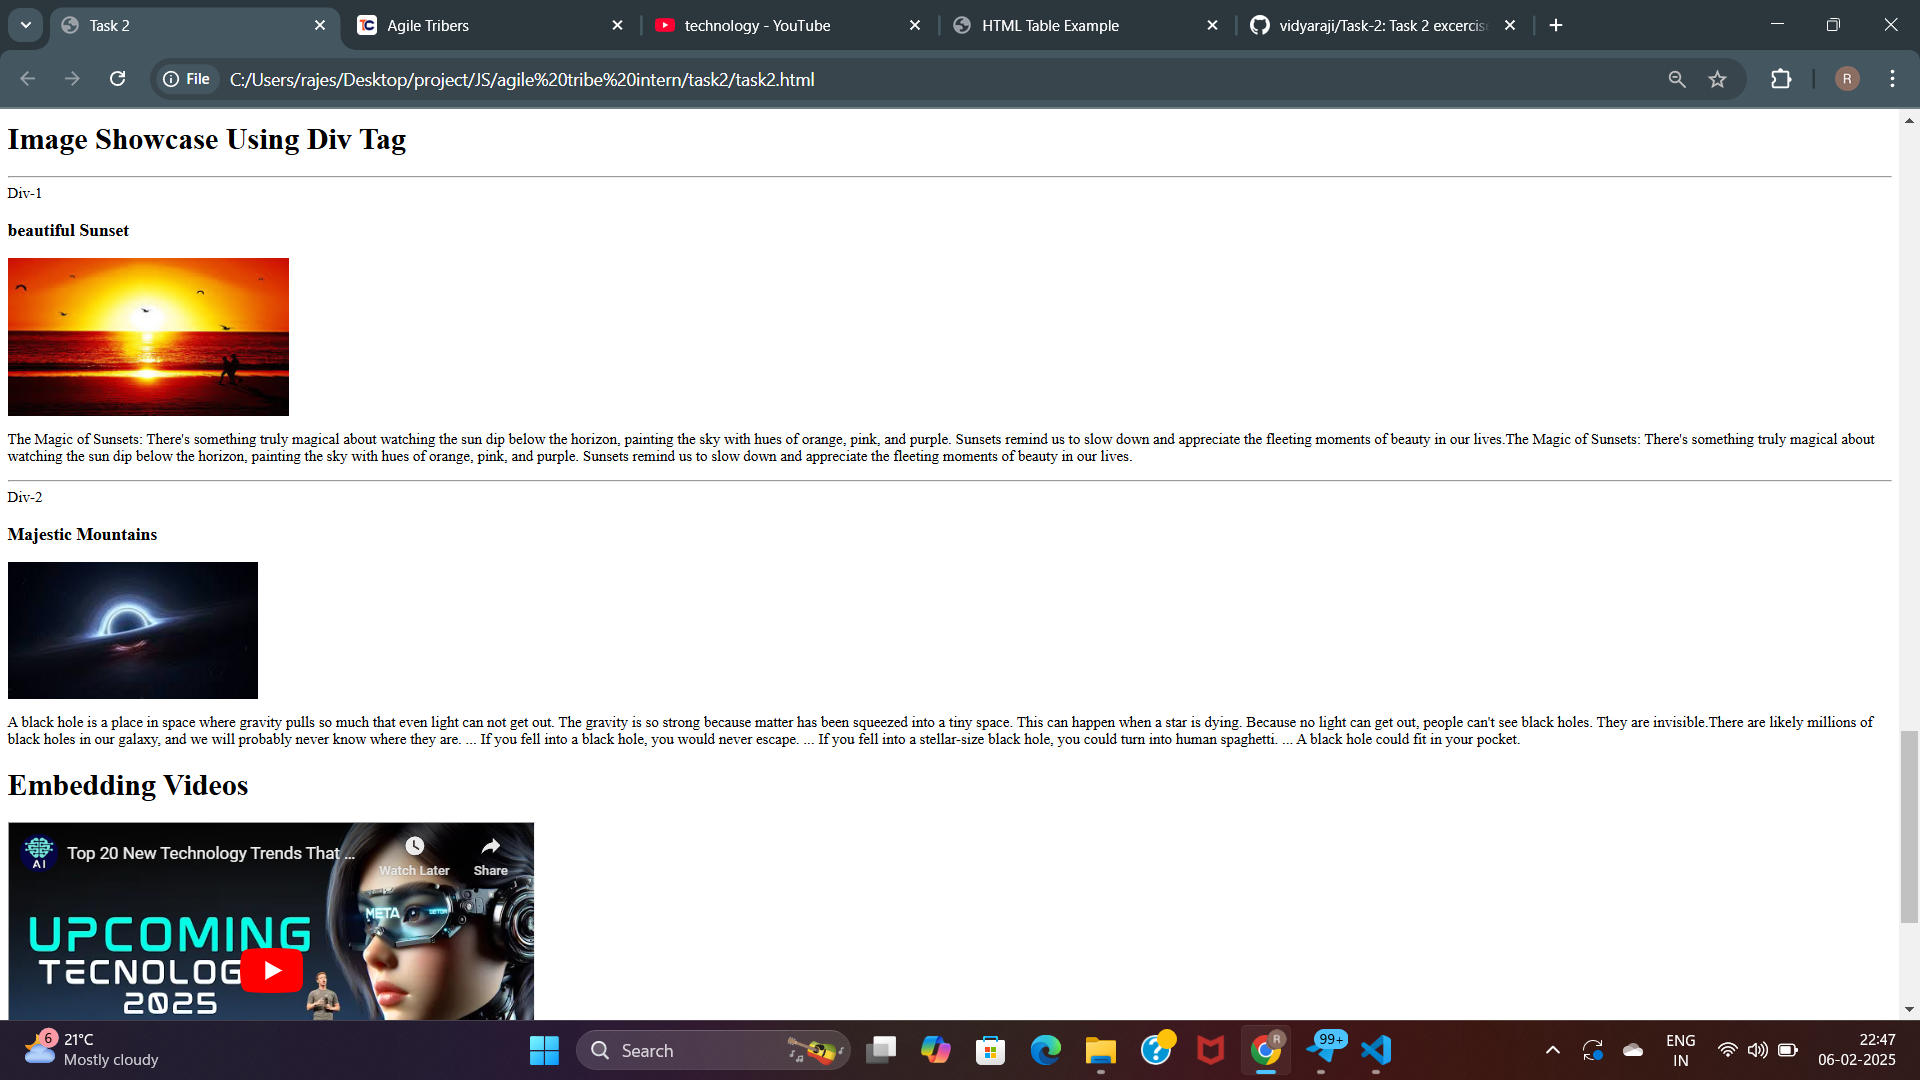 Task 2
Agile Tribers
technology - YouTube
HTML Table Example
vidyaraji/Task-2: Task 2 excercise
File
C:/Users/rajes/Desktop/project/JS/agile%20tribe%20intern/task2/task2.html
R
Image Showcase Using Div Tag
Div-1
beautiful Sunset
The Magic of Sunsets: There's something truly magical about watching the sun dip below the horizon, painting the sky with hues of orange, pink, and purple. Sunsets remind us to slow down and appreciate the fleeting moments of beauty in our lives.The Magic of Sunsets: There's something truly magical about
watching the sun dip below the horizon, painting the sky with hues of orange, pink, and purple. Sunsets remind us to slow down and appreciate the fleeting moments of beauty in our lives.
Div-2
Majestic Mountains
A black hole is a place in space where gravity pulls so much that even light can not get out. The gravity is so strong because matter has been squeezed into a tiny space. This can happen when a star is dying. Because no light can get out, people can't see black holes. They are invisible.There are likely millions of
black holes in our galaxy, and we will probably never know where they are. ... If you fell into a black hole, you would never escape. ... If you fell into a stellar-size black hole, you could turn into human spaghetti. ... A black hole could fit in your pocket.
Embedding Videos
AI
Top 20 New Technology Trends That ...
Watch Later
Share
META
UPCOMING
TECNOLOG
2025
6
21°C
Mostly cloudy
Search
R
99+
ENG
IN
22:47
06-02-2025